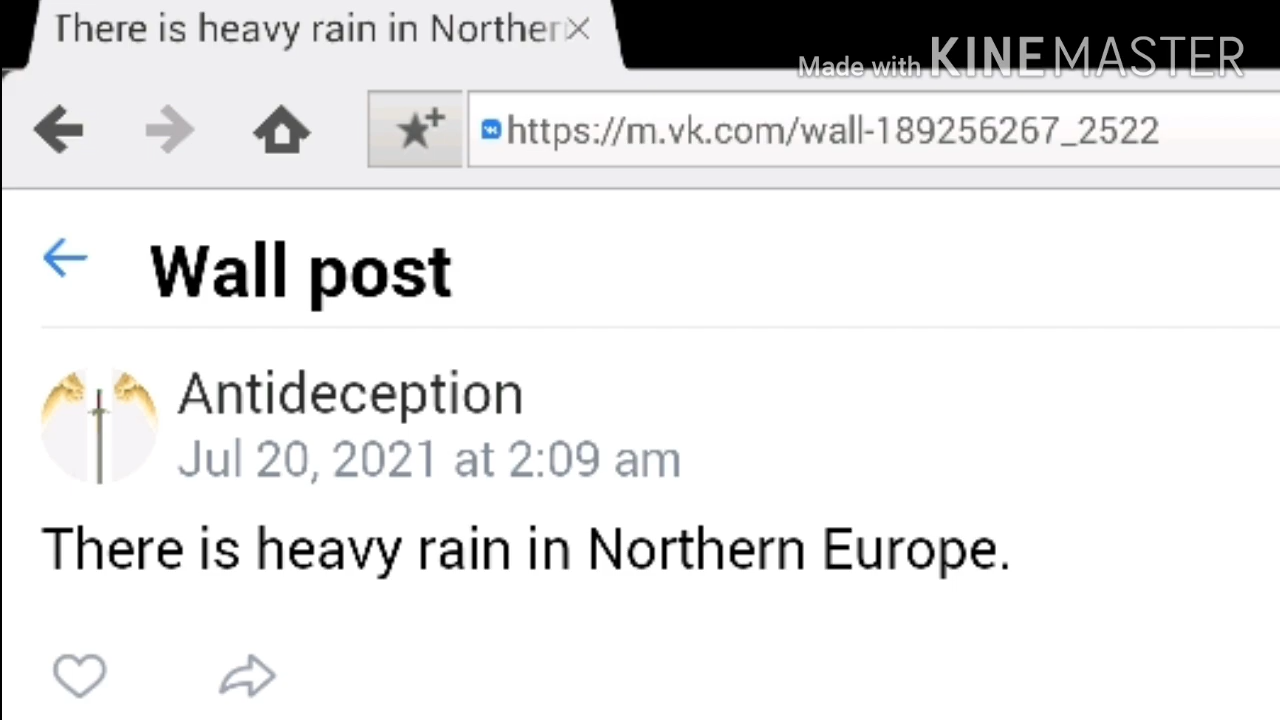 There is heavy rain in Norther
Made with KINEMASTER
https://m.vk.com/wall-189256267_2522
Wall post
Antideception
Jul 20, 2021 at 2:09 am
There is heavy rain in Northern Europe.